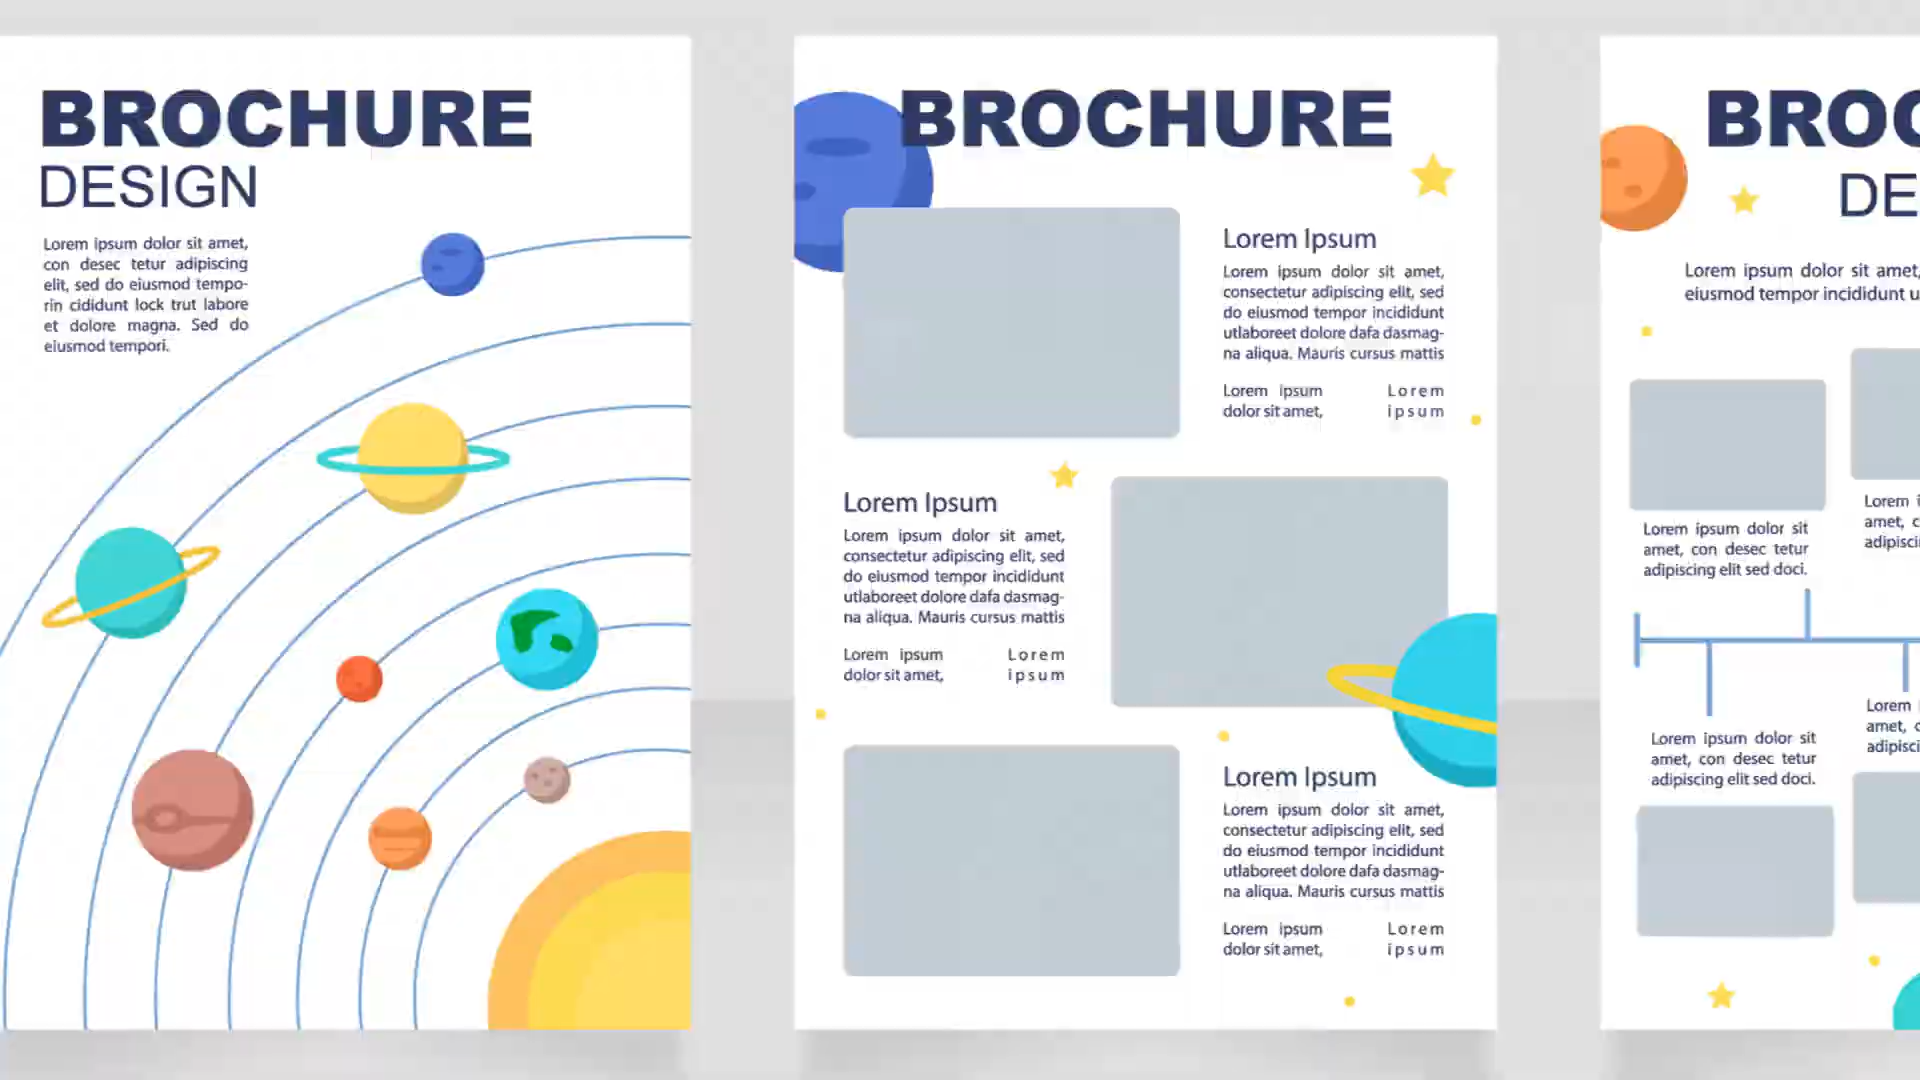 BROCHURE
DESIGN
Lorem ipsum dolor sit amet,
con desec tetur adipiscing
elit, sed do eiusmod tempo-
rin cididunt lock trut labore
et dolore magna. Sed do
eiusmod tempori.
BROCHURE
Lorem Ipsum
Lorem ipsum dolor sit amet,
consectetur adipiscing elit, sed
do eiusmod tempor incididunt
utlaboreet dolore dafa dasmag-
na aliqua. Mauris cursus mattis
Lorem ipsum
dolor sit amet,
Lorem
ipsum
Lorem Ipsum
Lorem ipsum dolor sit amet,
consectetur adipiscing elit, sed
do eiusmod tempor incididunt
utlaboreet dolore dafa dasmag-
na aliqua. Mauris cursus mattis
Lorem ipsum
dolor sit amet,
Lorem
ipsum
Lorem Ipsum
Lorem ipsum dolor sit amet,
consectetur adipiscing elit, sed
do eiusmod tempor incididunt
utlaboreet dolore dafa dasmag-
na aliqua. Mauris cursus mattis
Lorem ipsum
dolor sit amet,
Lorem
ipsum
BROC
DE
Lorem ipsum dolor sit amet,
eiusmod tempor incididunt u
Lorem ipsum dolor sit
amet, con desec tetur
adipiscing elit sed doci.
Lorem i
amet, c
adipisci
Lorem ipsum dolor sit
amet, con desec tetur
adipiscing elit sed doci.
Lorem
amet, c
adipisci